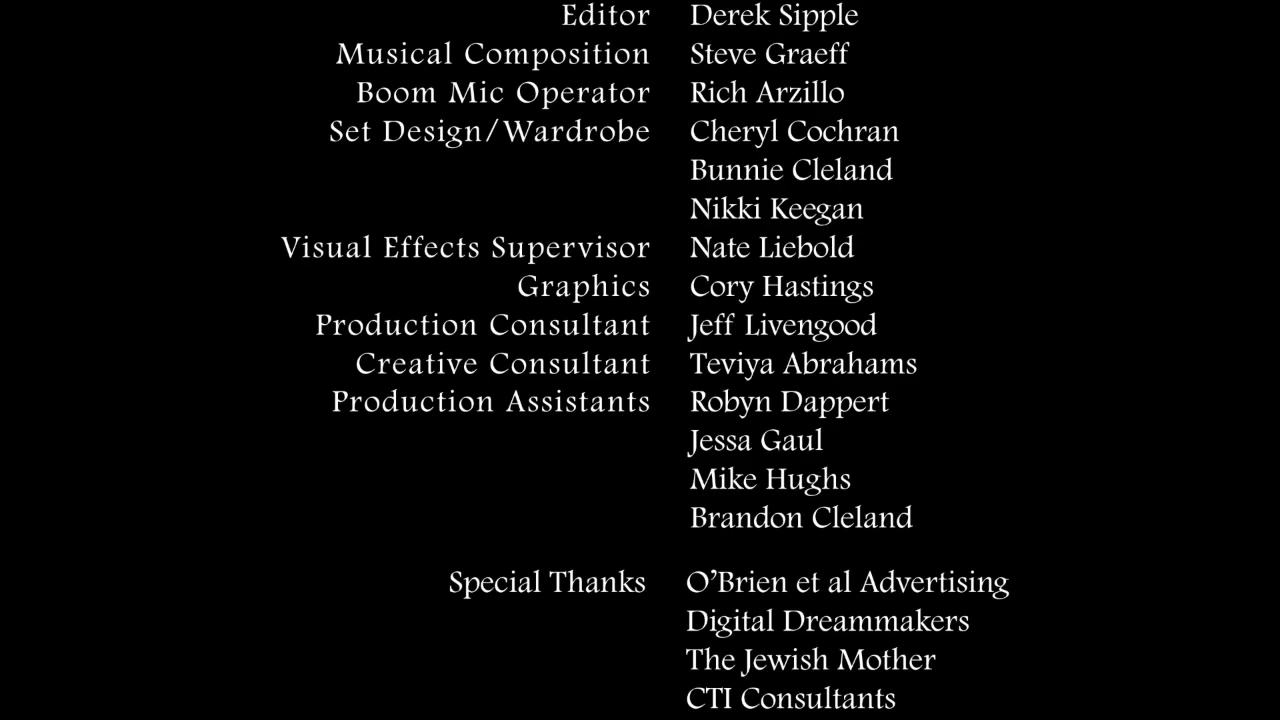 Editor Derek Sipple
Musical Composition Steve Graeff
Boom Mic Operator Rich Arzillo
Set Design/Wardrobe Cheryl Cochran
Bunnie Cleland
Nikki Keegan
Visual Effects Supervisor Nate Liebold
Graphics Cory Hastings
Production Consultant Jeff Livengood
Creative Consultant Teviya Abrahams
Production Assistants Robyn Dappert
Jessa Gaul
Mike Hughs
Brandon Cleland
Special Thanks O’Brien et al Advertising
Digital Dreammakers
The Jewish Mother
CTI Consultants